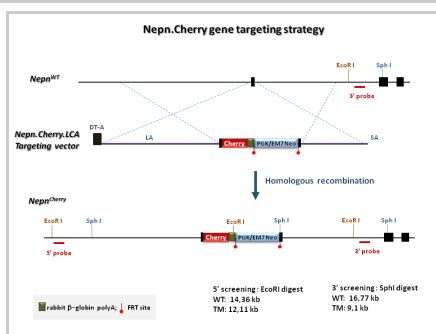 Nepn.Cherry gene targeting strategy
EcoR I Sph I
Nepn^WT
3' probe
DT-A
Nepn.Cherry.LCA
Targeting vector
LA
SA
Cherry PGK/EM7Neo
Homologous recombination
Nepn^Cherry
EcoR I Sph I EcoR I Sph I EcoR I Sph I
Cherry PGK/EM7Neo
5' probe
3' probe
rabbit β-globin polyA; FRT site
5' screening : EcoRI digest
WT: 14,36 kb
TM: 12,11 kb
3' screening : SphI digest
WT: 16,77 kb
TM: 9,1 kb